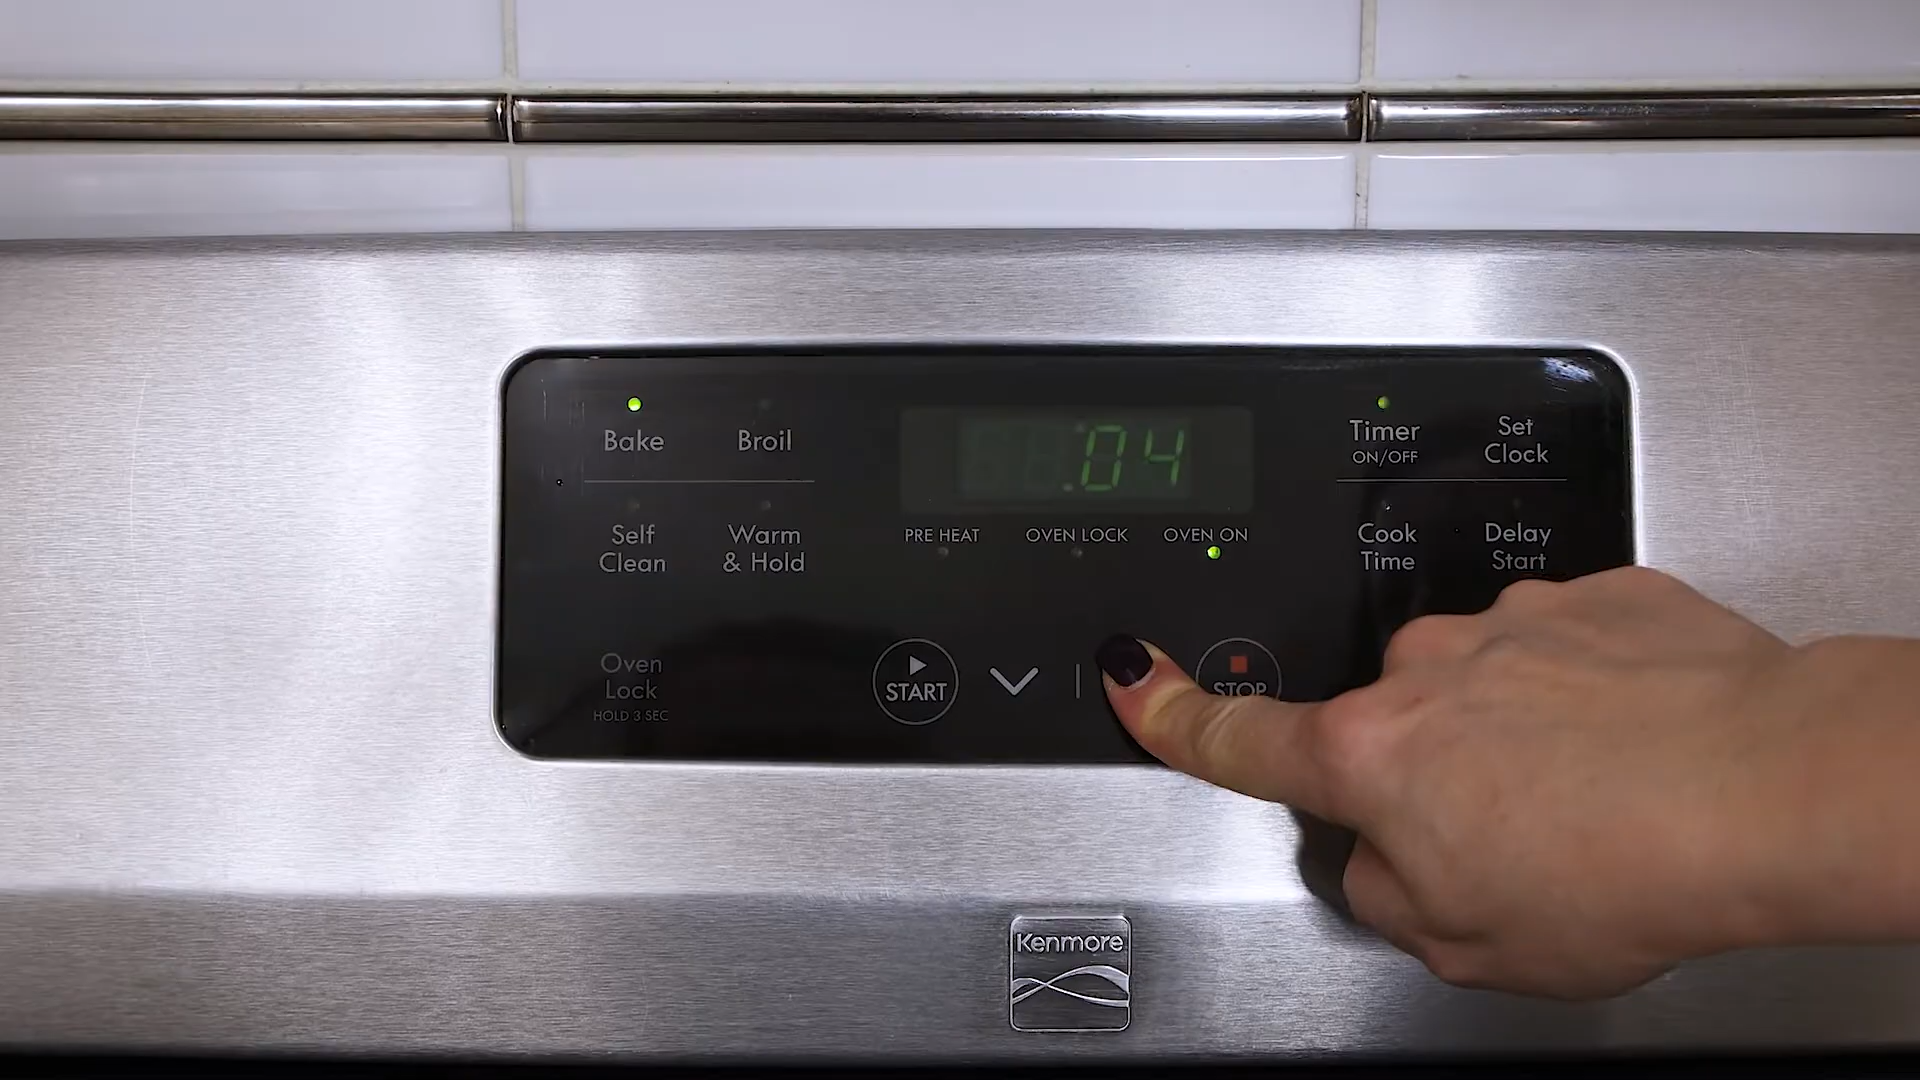 Bake
Broil
:04
Timer
ON/OFF
Set
Clock
Self
Clean
Warm
& Hold
PRE HEAT
OVEN LOCK
OVEN ON
Cook
Time
Delay
Start
Oven
Lock
HOLD 3 SEC
START
STOP
Kenmore